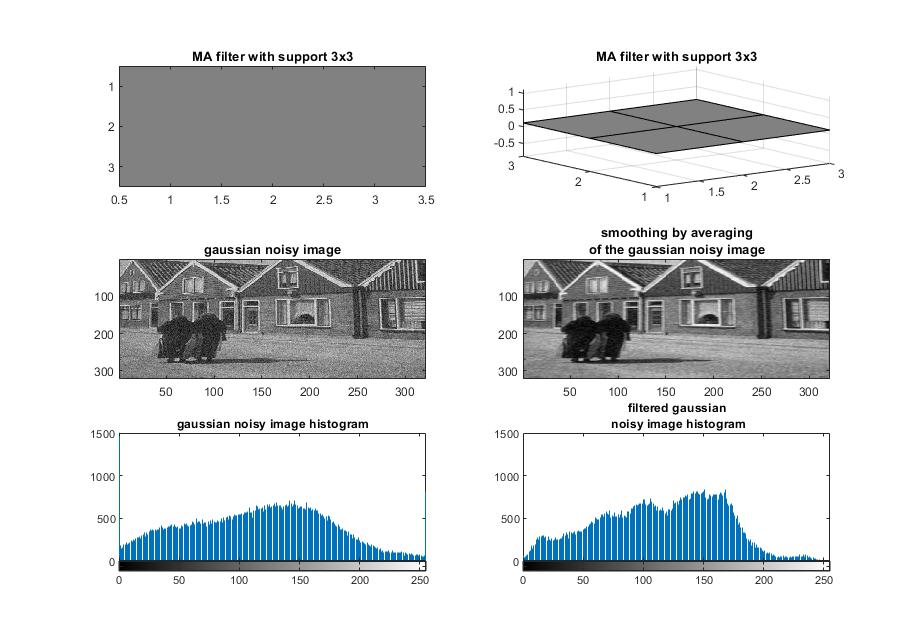 MA filter with support 3x3
1
2
3
0.5 1 1.5 2 2.5 3 3.5
MA filter with support 3x3
1
0.5
0
-0.5
3
2
1
1 1.5 2 2.5 3
gaussian noisy image
100
200
300
50 100 150 200 250 300
smoothing by averaging
of the gaussian noisy image
100
200
300
50 100 150 200 250 300
gaussian noisy image histogram
1500
1000
500
0
0 50 100 150 200 250
filtered gaussian
noisy image histogram
1500
1000
500
0
0 50 100 150 200 250